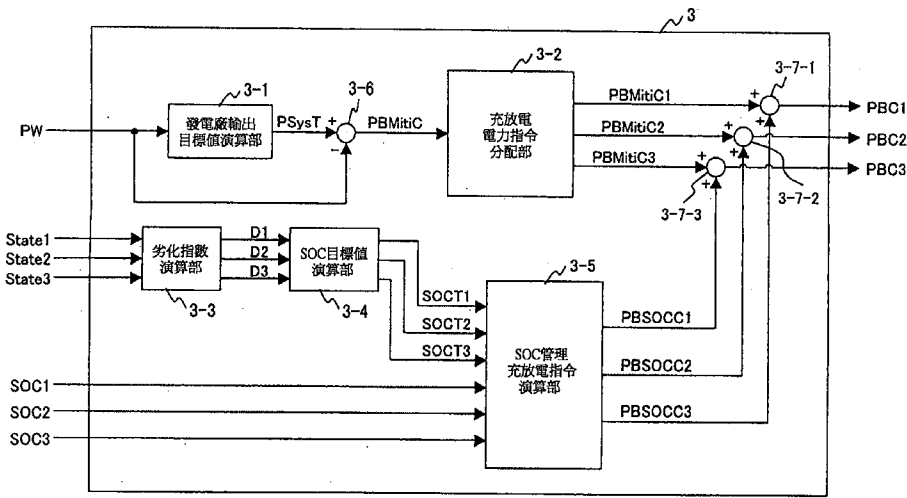 3
3-1
3-6
3-2
3-7-1
PW
發電廠輸出
目標值演算部
PSysT
+
-
PBMitiC
充放電
電力指令
分配部
PBMitiC1
PBMitiC2
PBMitiC3
+
+
+
+
+
+
PBC1
PBC2
PBC3
3-7-2
3-7-3
State1
State2
State3
劣化指數
演算部
3-3
D1
D2
D3
SOC目標值
演算部
3-4
3-5
SOCT1
SOCT2
SOCT3
SOC1
SOC2
SOC3
SOC管理
充放電指令
演算部
PBSOCC1
PBSOCC2
PBSOCC3